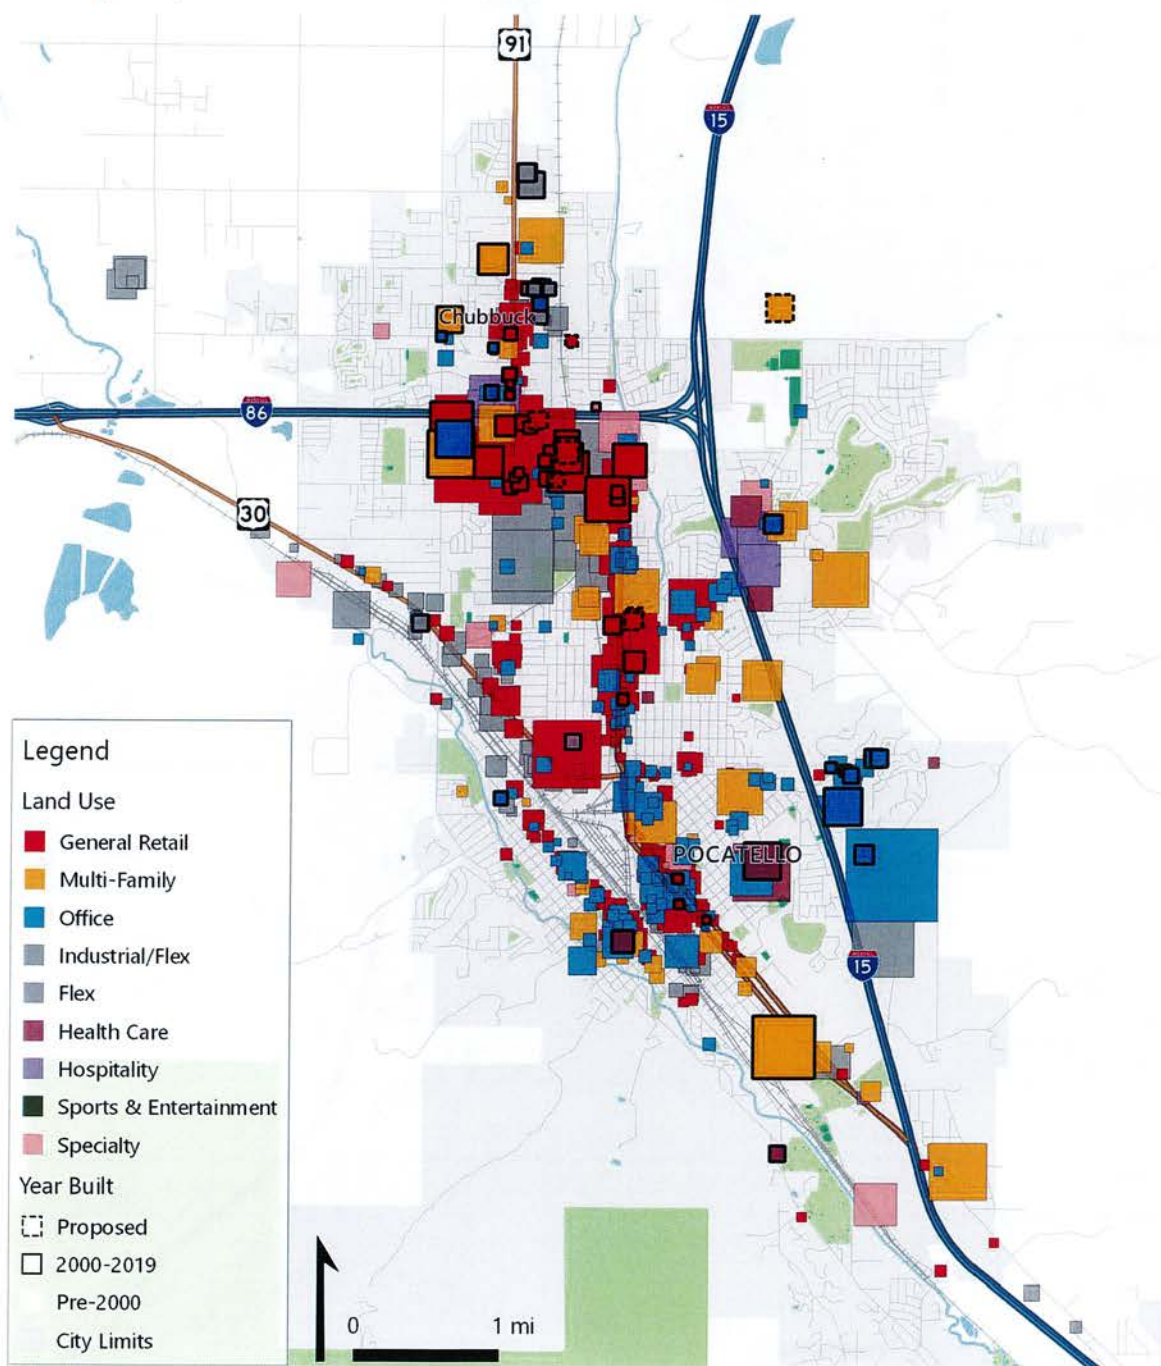 91
15
Chubbuck
86
30
Legend
Land Use
General Retail
Multi-Family
Office
Industrial/Flex
Flex
Health Care
Hospitality
Sports & Entertainment
Specialty
Year Built
Proposed
2000-2019
Pre-2000
City Limits
POCATELLO
15
0 1 mi